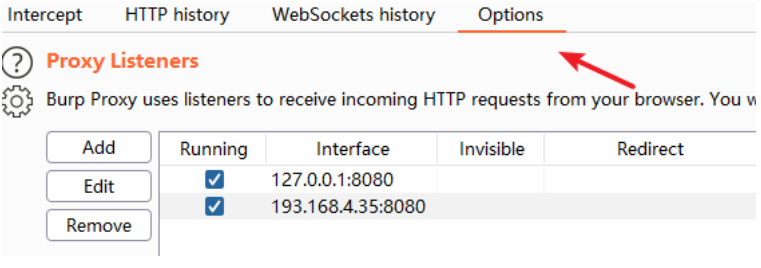 Intercept HTTP history WebSockets history Options
Proxy Listeners
Burp Proxy uses listeners to receive incoming HTTP requests from your browser. You w
Add Running Interface Invisible Redirect
Edit 127.0.0.1:8080
193.168.4.35:8080
Remove